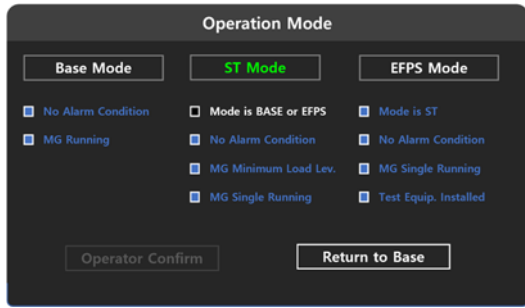 Operation Mode
Base Mode
ST Mode
EFPS Mode
No Alarm Condition
MG Running
Mode is BASE or EFPS
No Alarm Condition
MG Minimum Load Lev.
MG Single Running
Mode is ST
No Alarm Condition
MG Single Running
Test Equip. Installed
Operator Confirm
Return to Base